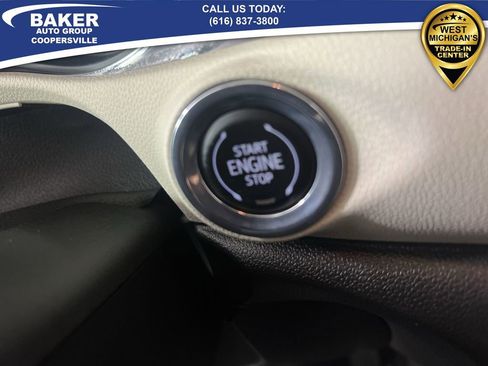 BAKER
AUTO GROUP
COOPERSVILLE
CALL US TODAY:
(616) 837-3800
WEST
MICHIGAN'S
TRADE-IN
CENTER
START
ENGINE
STOP